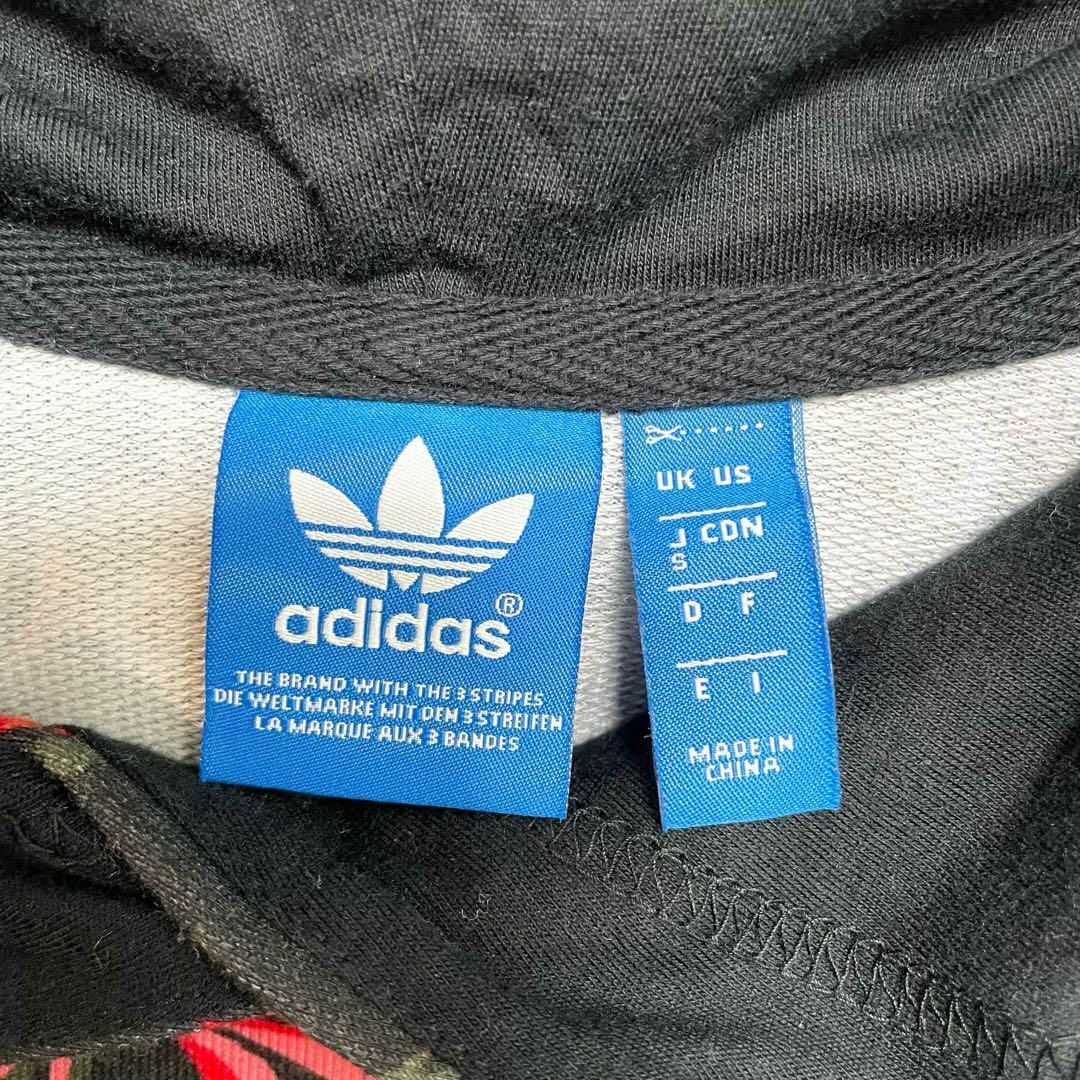 adidas®
THE BRAND WITH THE 3 STRIPES
DIE WELTMARKE MIT DEN 3 STREIFEN
LA MARQUE AUX 3 BANDES
UK US
J CDN
S
D F
E I
MADE IN
CHINA